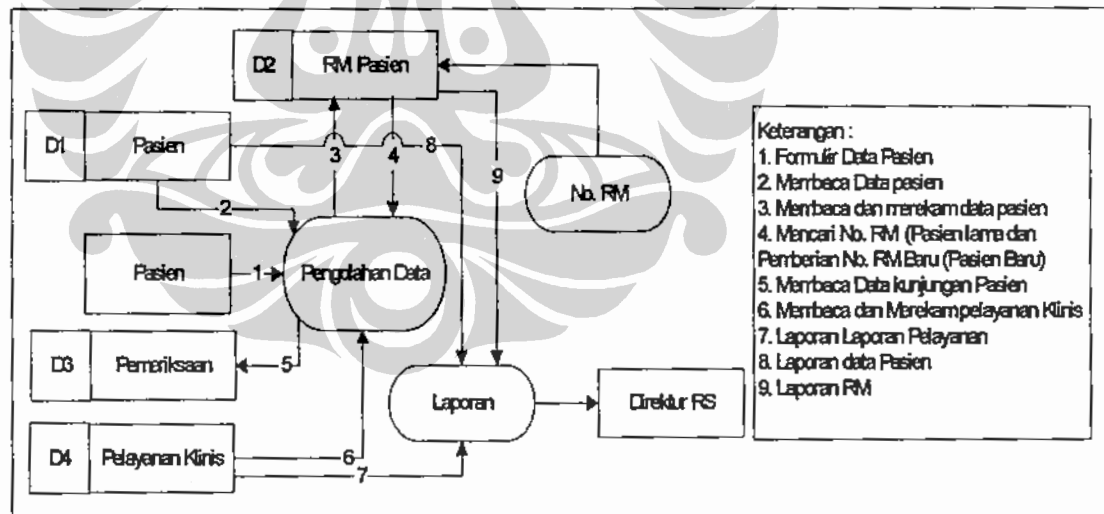 D2 RM Pasien
D1 Pasien
3 4 8
9
No. RM
2
Pasien
1
Pengolahan Data
D3 Pemeriksaan
5
Laporan
Direktur RS
D4 Pelayanan Klinis
6
7
Keterangan :
1. Formulir Data Pasien
2. Membaca Data pasien
3. Membaca dan merekam data pasien
4. Mencari No. RM (Pasien lama dan
Pemberian No. RM Baru (Pasien Baru)
5. Membaca Data kunjungan Pasien
6. Membaca dan Merekam pelayanan Klinis
7. Laporan Laporan Pelayanan
8. Laporan data Pasien
9. Laporan RM